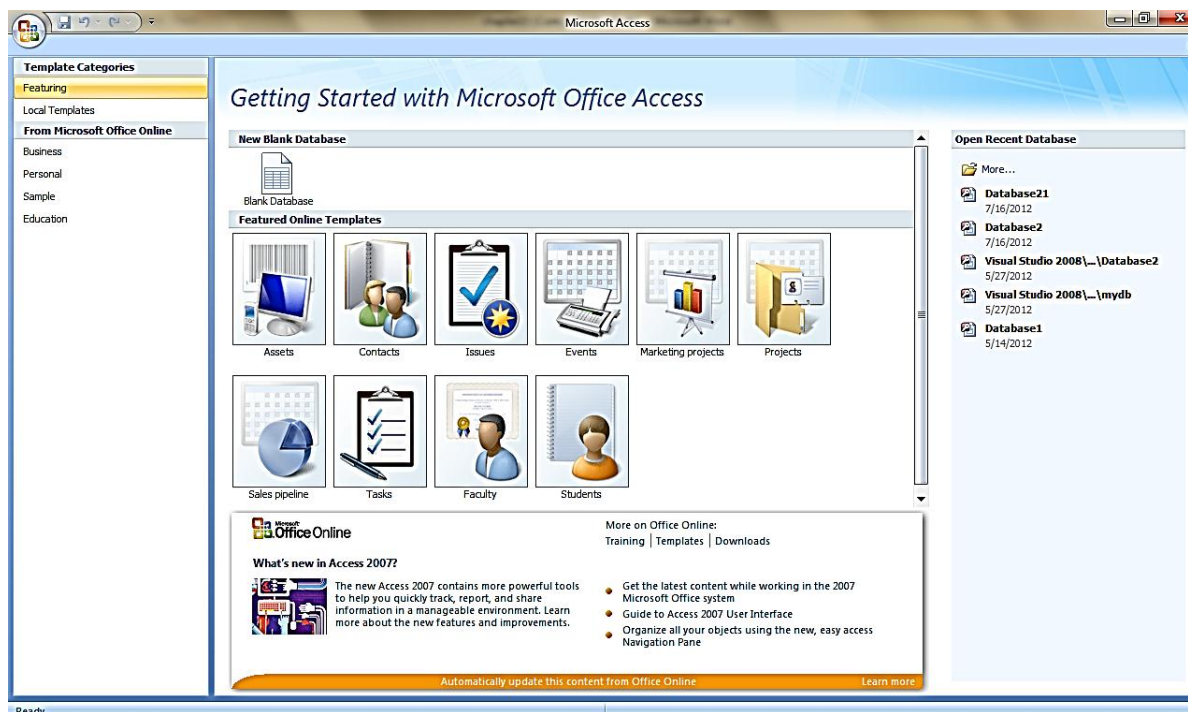 Microsoft Access
Template Categories
Featuring
Local Templates
From Microsoft Office Online
Business
Personal
Sample
Education
Getting Started with Microsoft Office Access
New Blank Database
Blank Database
Featured Online Templates
Assets
Contacts
Issues
Events
Marketing projects
Projects
Sales pipeline
Tasks
Faculty
Students
Microsoft
Office Online
What's new in Access 2007?
The new Access 2007 contains more powerful tools
to help you quickly track, report, and share
information in a manageable environment. Learn
more about the new features and improvements.
More on Office Online:
Training | Templates | Downloads
Get the latest content while working in the 2007
Microsoft Office system
Guide to Access 2007 User Interface
Organize all your objects using the new, easy access
Navigation Pane
Automatically update this content from Office Online
Learn more
Open Recent Database
More...
Database21
7/16/2012
Database2
7/16/2012
Visual Studio 2008\...\Database2
5/27/2012
Visual Studio 2008\...\mydb
5/27/2012
Database1
5/14/2012
Ready